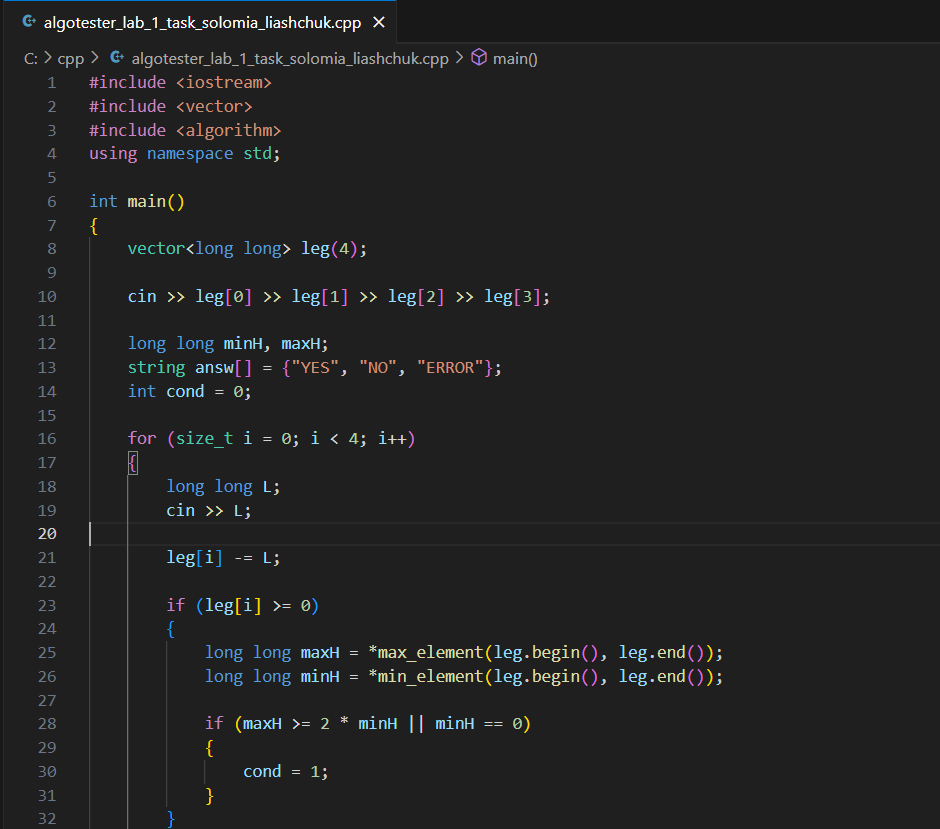 algotester_lab_1_task_solomia_liashchuk.cpp ×
C: > cpp > algotester_lab_1_task_solomia_liashchuk.cpp > main()
1 #include <iostream>
2 #include <vector>
3 #include <algorithm>
4 using namespace std;
5
6 int main()
7 {
8 vector<long long> leg(4);
9
10 cin >> leg[0] >> leg[1] >> leg[2] >> leg[3];
11
12 long long minH, maxH;
13 string answ[] = {"YES", "NO", "ERROR"};
14 int cond = 0;
15
16 for (size_t i = 0; i < 4; i++)
17 {
18 long long L;
19 cin >> L;
20
21 leg[i] -= L;
22
23 if (leg[i] >= 0)
24 {
25 long long maxH = *max_element(leg.begin(), leg.end());
26 long long minH = *min_element(leg.begin(), leg.end());
27
28 if (maxH >= 2 * minH || minH == 0)
29 {
30 cond = 1;
31 }
32 }